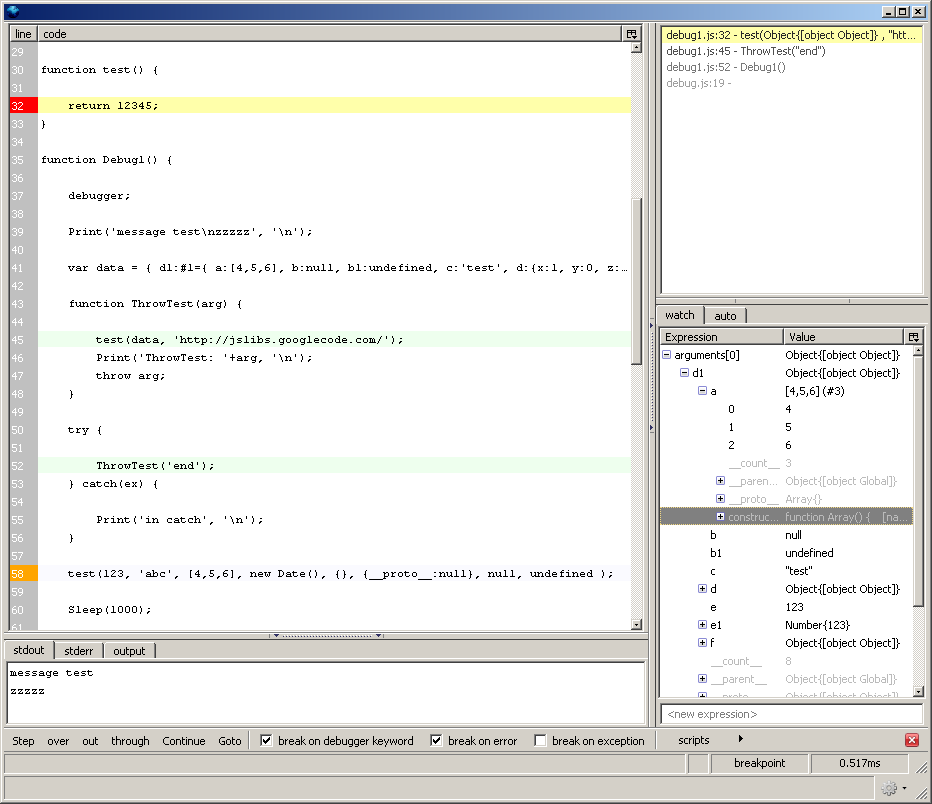 line code
29
30 function test() {
31
32 return 12345;
33 }
34
35 function Debug1() {
36
37 debugger;
38
39 Print('message test\nzzzzz', '\n');
40
41 var data = { d1:#1={ a:[4,5,6], b:null, b1:undefined, c:'test', d:{x:1, y:0, z:...
42
43 function ThrowTest(arg) {
44
45 test(data, 'http://jslibs.googlecode.com/');
46 Print('ThrowTest: '+arg, '\n');
47 throw arg;
48 }
49
50 try {
51
52 ThrowTest('end');
53 } catch(ex) {
54
55 Print('in catch', '\n');
56 }
57
58 test(123, 'abc', [4,5,6], new Date(), {}, {__proto__:null}, null, undefined );
59
60 Sleep(1000);
61
debug1.js:32 - test(Object{[object Object]} , "htt...
debug1.js:45 - ThrowTest("end")
debug1.js:52 - Debug1()
debug.js:19 -
watch auto
Expression Value
arguments[0] Object{[object Object]}
d1 Object{[object Object]}
a [4,5,6] (#3)
0 4
1 5
2 6
__count__ 3
__paren... Object{[object Global]}
__proto__ Array{}
construc... function Array() { [na...
b null
b1 undefined
c "test"
d Object{[object Object]}
e 123
e1 Number{123}
f Object{[object Object]}
__count__ 8
__parent__ Object{[object Global]}
__proto__ Object{[object Object]}
<new expression>
stdout stderr output
message test
zzzzz
Step over out through Continue Goto break on debugger keyword break on error break on exception scripts
breakpoint 0.517ms